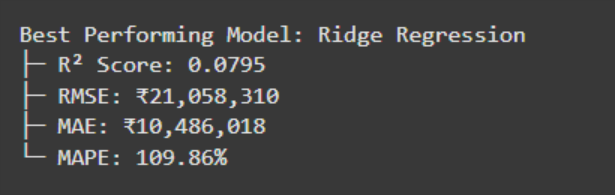 Best Performing Model: Ridge Regression
├─ R² Score: 0.0795
├─ RMSE: ₹21,058,310
├─ MAE: ₹10,486,018
└─ MAPE: 109.86%